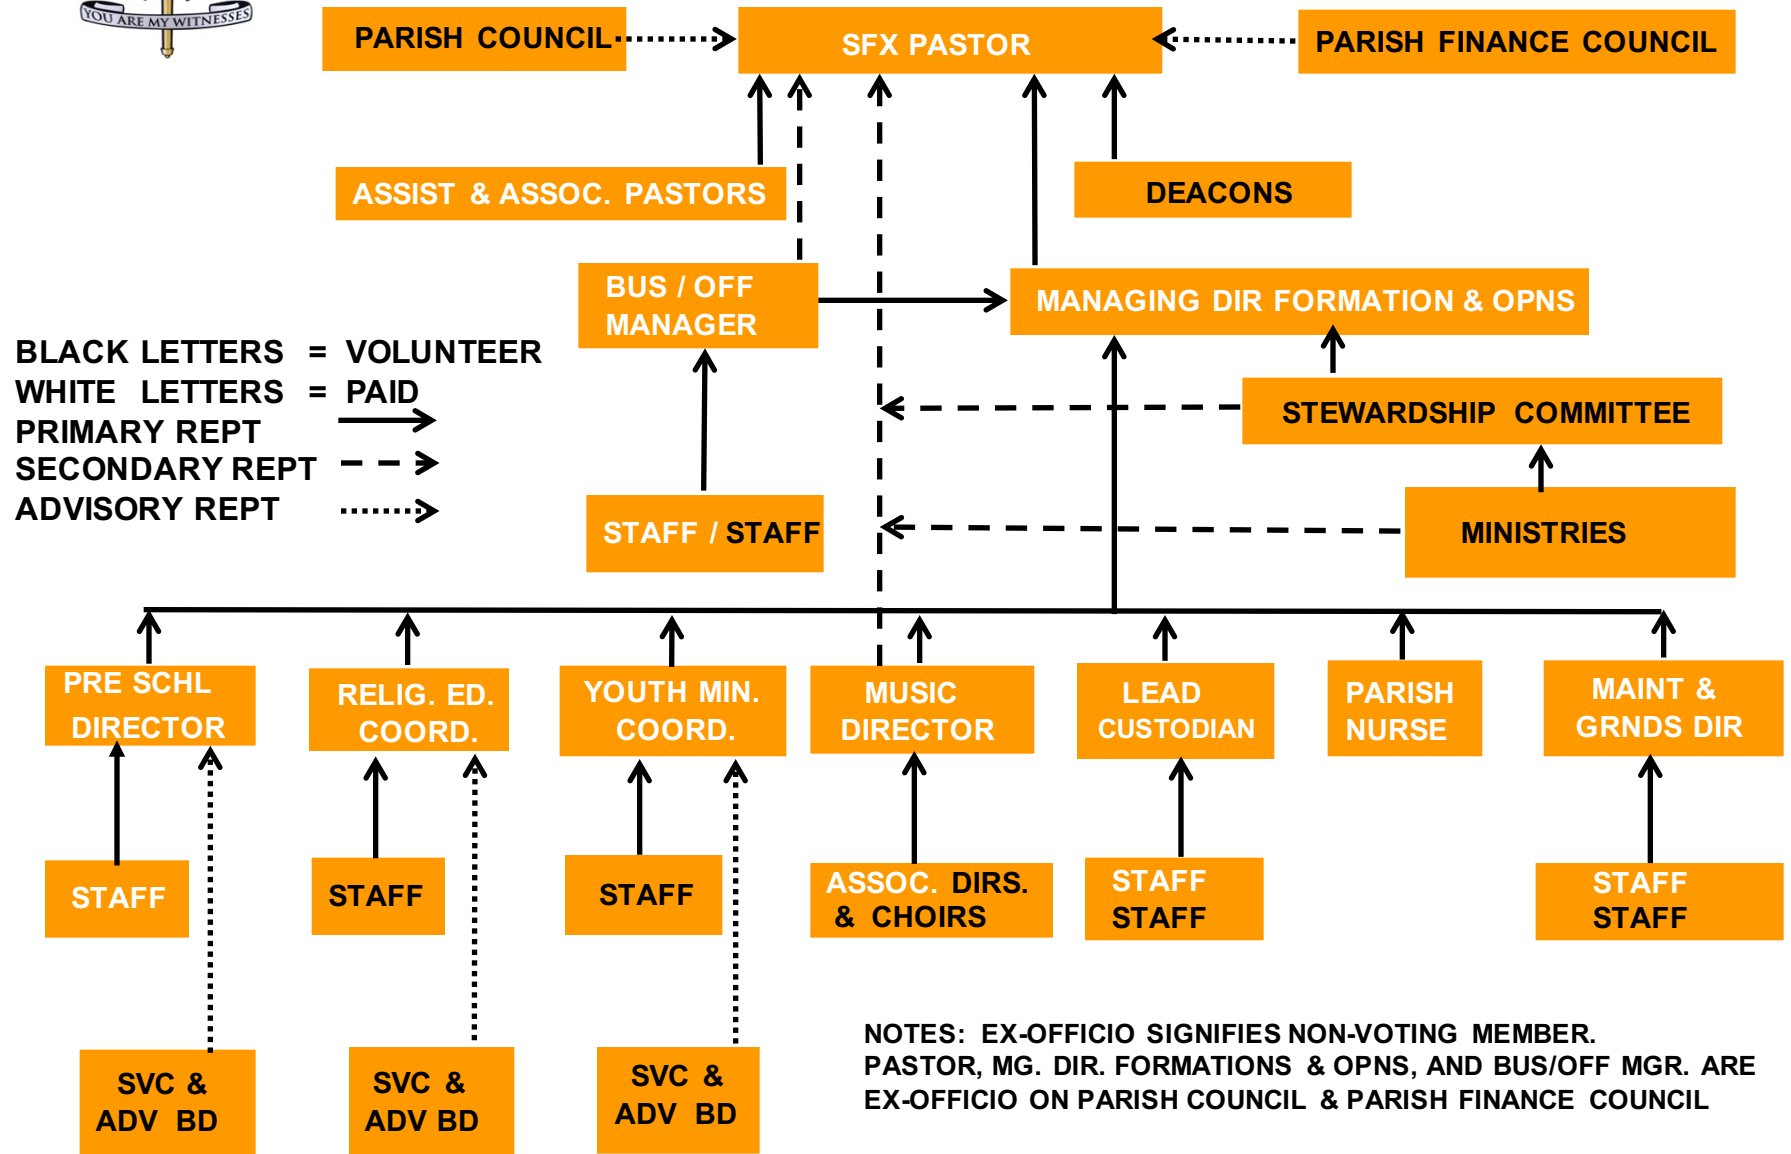 YOU ARE MY WITNESSES
PARISH COUNCIL
SFX PASTOR
PARISH FINANCE COUNCIL
ASSIST & ASSOC. PASTORS
DEACONS
BUS / OFF
MANAGER
MANAGING DIR FORMATION & OPNS
BLACK LETTERS = VOLUNTEER
WHITE LETTERS = PAID
PRIMARY REPT
SECONDARY REPT
ADVISORY REPT
STEWARDSHIP COMMITTEE
STAFF / STAFF
MINISTRIES
PRE SCHL
DIRECTOR
RELIG. ED.
COORD.
YOUTH MIN.
COORD.
MUSIC
DIRECTOR
LEAD
CUSTODIAN
PARISH
NURSE
MAINT &
GRNDS DIR
STAFF
STAFF
STAFF
ASSOC. DIRS.
& CHOIRS
STAFF
STAFF
STAFF
STAFF
SVC &
ADV BD
SVC &
ADV BD
SVC &
ADV BD
NOTES: EX-OFFICIO SIGNIFIES NON-VOTING MEMBER.
PASTOR, MG. DIR. FORMATIONS & OPNS, AND BUS/OFF MGR. ARE
EX-OFFICIO ON PARISH COUNCIL & PARISH FINANCE COUNCIL